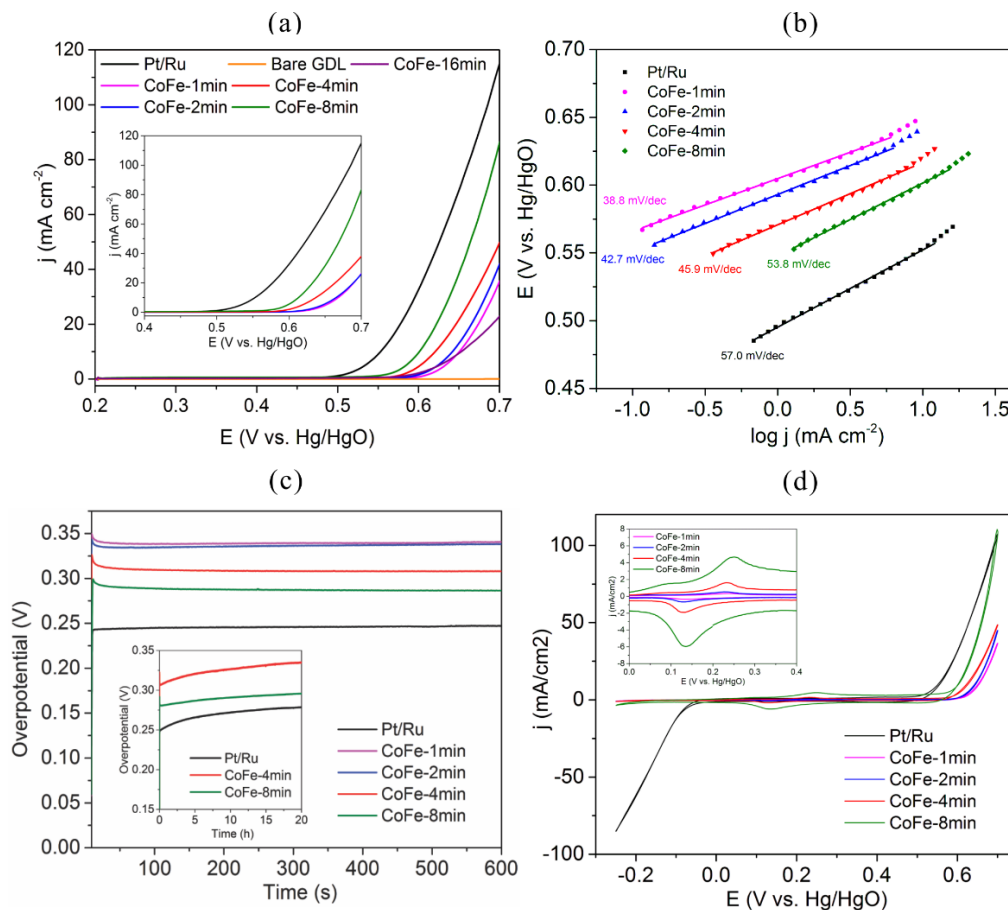 (a)
120
100
80
60
40
20
0
j (mA cm-2)
Pt/Ru
Bare GDL
CoFe-16min
CoFe-1min
CoFe-4min
CoFe-2min
CoFe-8min
120
100
80
60
40
20
0
j (mA cm-2)
0.4 0.5 0.6 0.7
E (V vs. Hg/HgO)
0.2 0.3 0.4 0.5 0.6 0.7
E (V vs. Hg/HgO)
(b)
0.70
0.65
0.60
0.55
0.50
0.45
E (V vs. Hg/HgO)
Pt/Ru
CoFe-1min
CoFe-2min
CoFe-4min
CoFe-8min
38.8 mV/dec
42.7 mV/dec
45.9 mV/dec
53.8 mV/dec
57.0 mV/dec
-1.0 -0.5 0.0 0.5 1.0 1.5
log j (mA cm-2)
(c)
0.35
0.30
0.25
0.20
0.15
0.10
0.05
0.00
Overpotential (V)
0.35
0.30
0.25
0.20
0.15
Overpotential (V)
Pt/Ru
CoFe-4min
CoFe-8min
0 5 10 15 20
Time (h)
Pt/Ru
CoFe-1min
CoFe-2min
CoFe-4min
CoFe-8min
100 200 300 400 500 600
Time (s)
(d)
100
50
0
-50
-100
j (mA/cm2)
8
6
4
2
0
-2
-4
-6
-8
j (mA/cm2)
CoFe-1min
CoFe-2min
CoFe-4min
CoFe-8min
0.0 0.1 0.2 0.3 0.4
E (V vs. Hg/HgO)
Pt/Ru
CoFe-1min
CoFe-2min
CoFe-4min
CoFe-8min
-0.2 0.0 0.2 0.4 0.6
E (V vs. Hg/HgO)